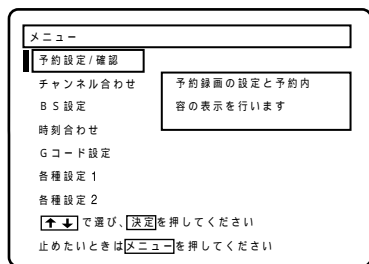 メニュー
予約設定/確認
チャンネル合わせ
予約録画の設定と予約内
容の表示を行います
BS設定
時刻合わせ
Gコード設定
各種設定1
各種設定2
↑↓で選び、決定を押してください
止めたいときはメニューを押してください